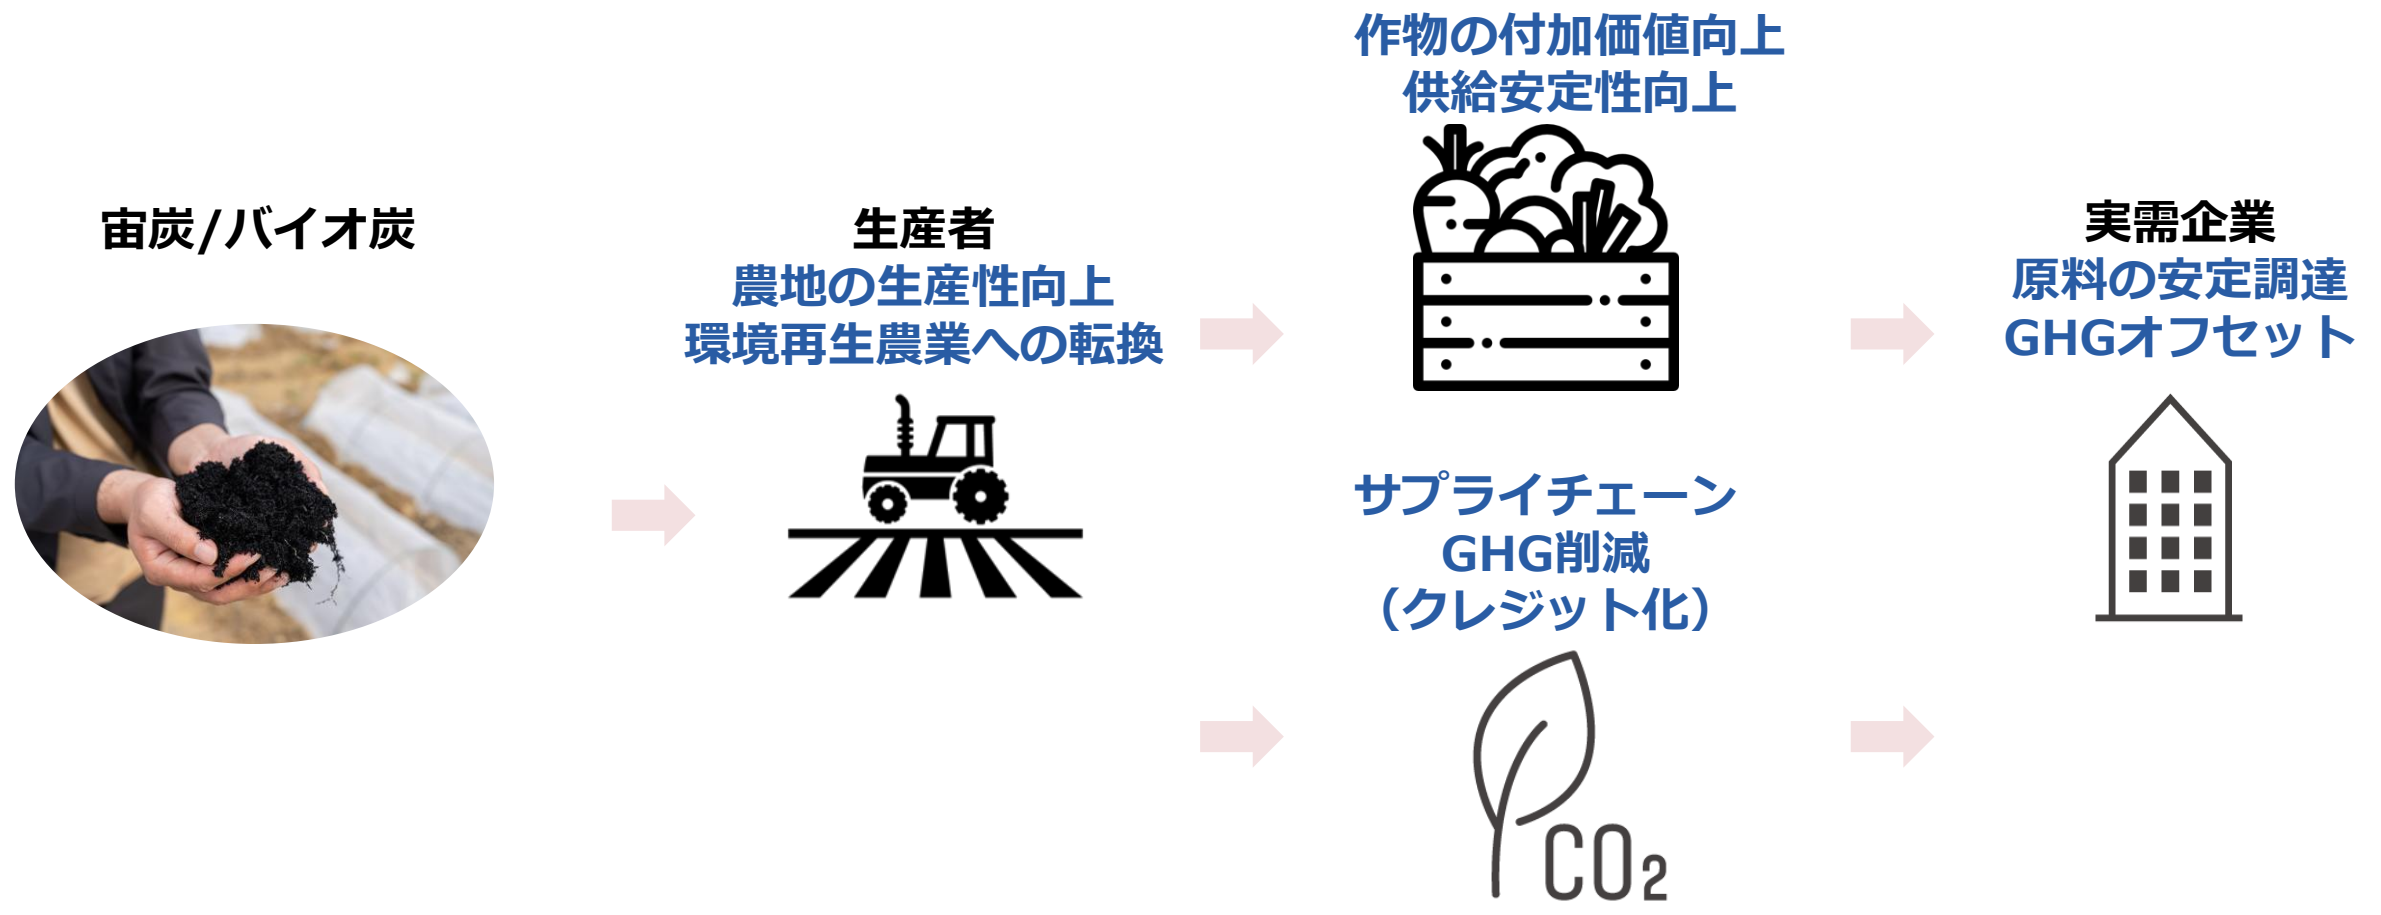 宙炭/バイオ炭
生産者
農地の生産性向上
環境再生農業への転換
作物の付加価値向上
供給安定性向上
サプライチェーン
GHG削減
（クレジット化）
CO₂
実需企業
原料の安定調達
GHGオフセット